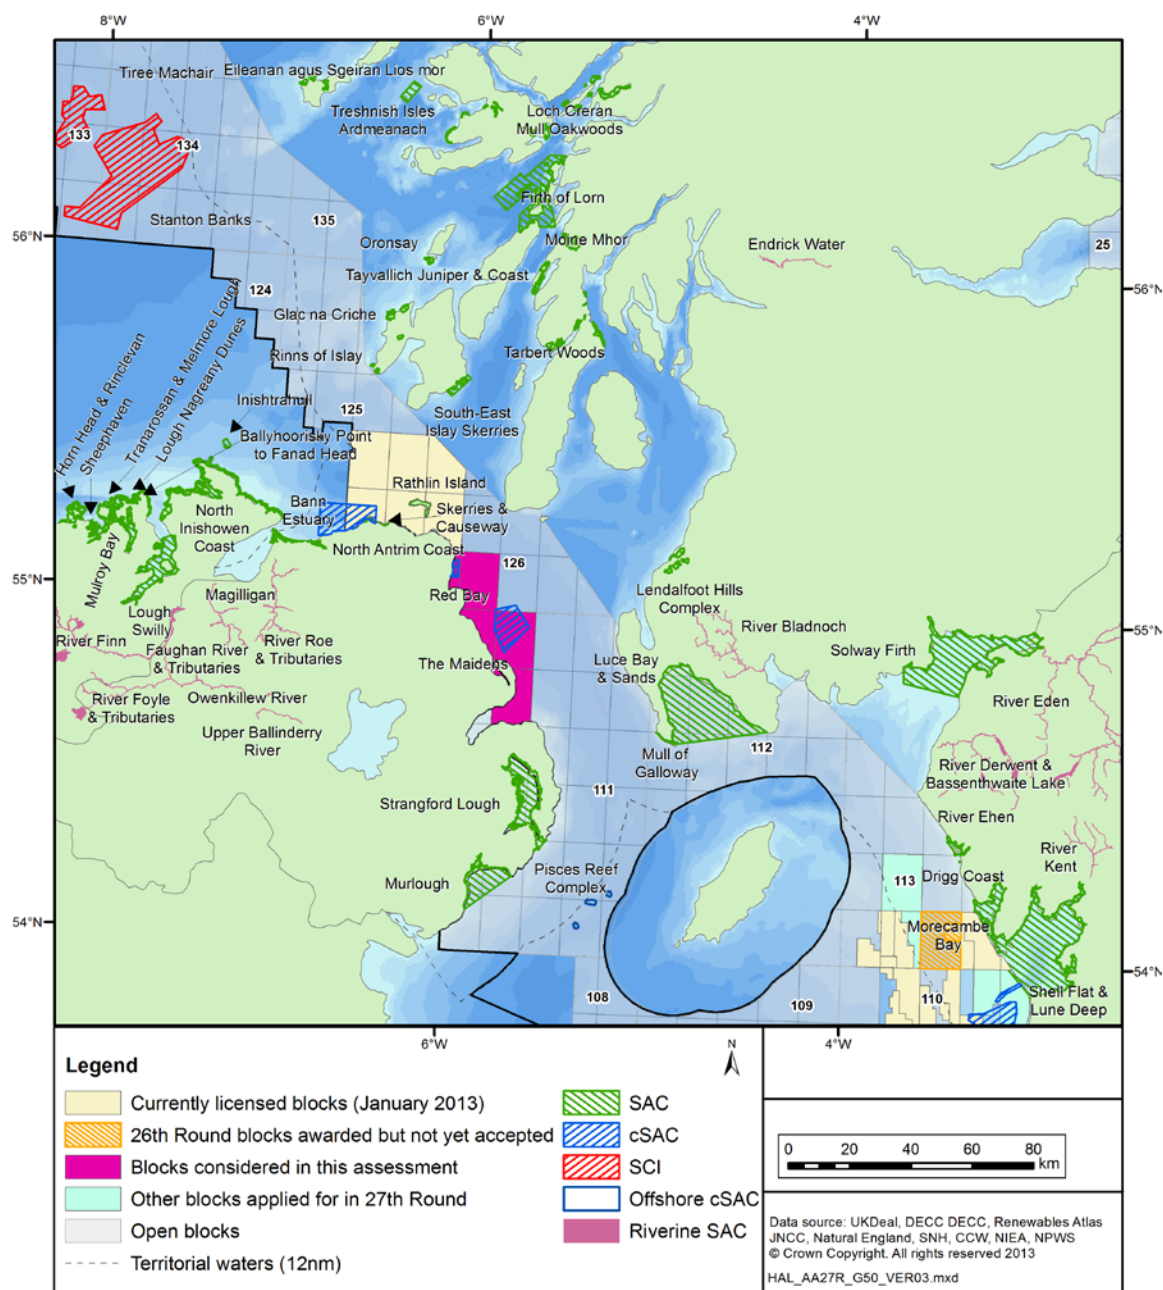 8°W
6°W
4°W
Tiree Machair
Eileanan agus Sgeiran Lios mor
Treshnish Isles
Ardmeanach
Loch Creran
Mull Oakwoods
133
134
Firth of Lorn
Stanton Banks
135
56°N
Oronsay
Moine Mhor
Endrick Water
25
Tayvallich Juniper & Coast
124
56°N
Glac na Criche
Rinns of Islay
Tarbert Woods
Horn Head & Rinclevan
Sheephaven
Tranarossan & Melmore Lough
Lough Nagreany Dunes
Inishtrahull
125
South-East
Islay Skerries
Ballyhoorisky Point
to Fanad Head
Rathlin Island
Bann
Estuary
Skerries &
Causeway
North
Inishowen
Coast
North Antrim Coast
126
55°N
Mulroy Bay
Magilligan
Red Bay
Lendalfoot Hills
Complex
Lough
Swilly
River Bladnoch
55°N
River Finn
Faughan River
& Tributaries
River Roe
& Tributaries
The Maidens
Luce Bay
& Sands
Solway Firth
River Foyle
& Tributaries
Owenkillew River
River Eden
Upper Ballinderry
River
Mull of
Galloway
112
River Derwent &
Bassenthwaite Lake
Strangford Lough
111
River Ehen
River
Kent
Murlough
Pisces Reef
Complex
113
Drigg Coast
54°N
Morecambe
Bay
54°N
108
109
110
Shell Flat &
Lune Deep
6°W
4°W
Legend
N
Currently licensed blocks (January 2013)
26th Round blocks awarded but not yet accepted
Blocks considered in this assessment
Other blocks applied for in 27th Round
Open blocks
Territorial waters (12nm)
SAC
cSAC
SCI
Offshore cSAC
Riverine SAC
0 20 40 60 80
km
Data source: UKDeal, DECC DECC, Renewables Atlas
JNCC, Natural England, SNH, CCW, NIEA, NPWS
© Crown Copyright. All rights reserved 2013
HAL_AA27R_G50_VER03.mxd